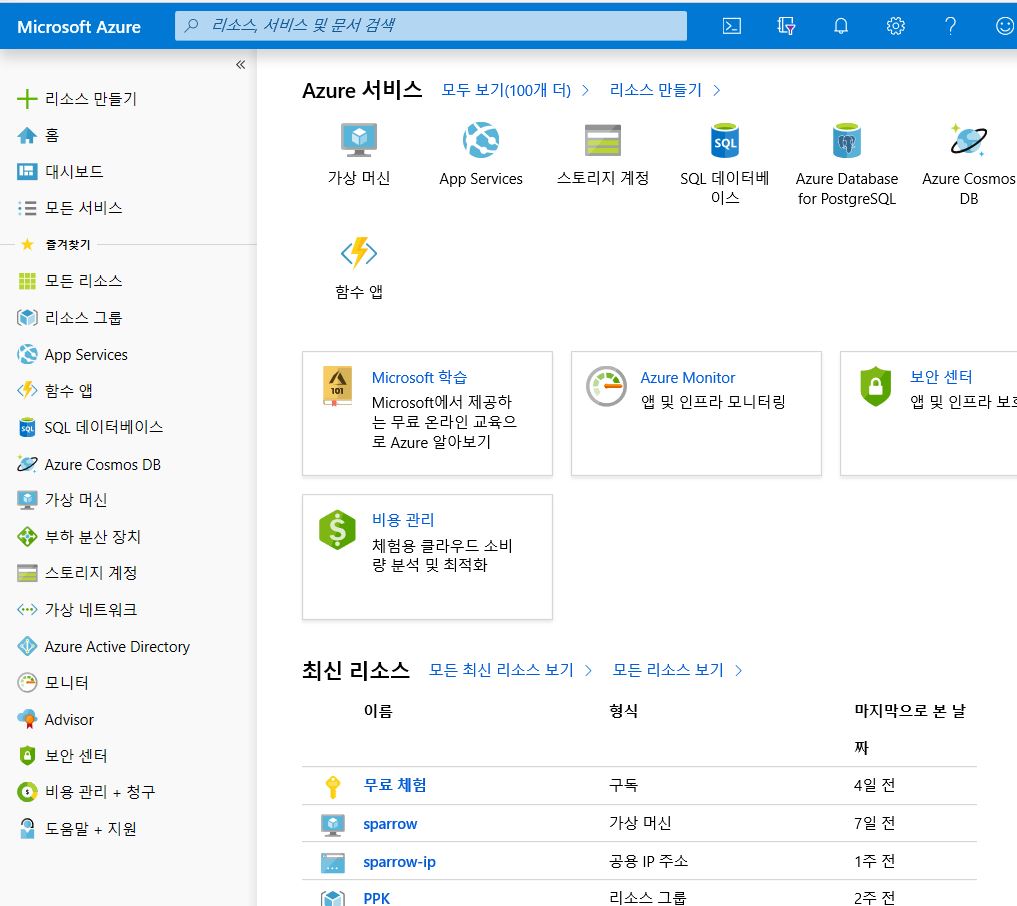 Microsoft Azure
리소스, 서비스 및 문서 검색
«
리소스 만들기
홈
대시보드
모든 서비스
즐겨찾기
모든 리소스
리소스 그룹
App Services
함수 앱
SQL 데이터베이스
Azure Cosmos DB
가상 머신
부하 분산 장치
스토리지 계정
가상 네트워크
Azure Active Directory
모니터
Advisor
보안 센터
비용 관리 + 청구
도움말 + 지원
Azure 서비스 모두 보기(100개 더) 리소스 만들기
가상 머신
App Services
스토리지 계정
SQL 데이터베
이스
Azure Database
for PostgreSQL
Azure Cosmos
DB
함수 앱
Microsoft 학습
Microsoft에서 제공하
는 무료 온라인 교육으
로 Azure 알아보기
Azure Monitor
앱 및 인프라 모니터링
보안 센터
앱 및 인프라 보호
비용 관리
체험용 클라우드 소비
량 분석 및 최적화
최신 리소스 모든 최신 리소스 보기 모든 리소스 보기
이름 형식 마지막으로 본 날
짜
무료 체험 구독 4일 전
sparrow 가상 머신 7일 전
sparrow-ip 공용 IP 주소 1주 전
PPK 리소스 그룹 2주 전